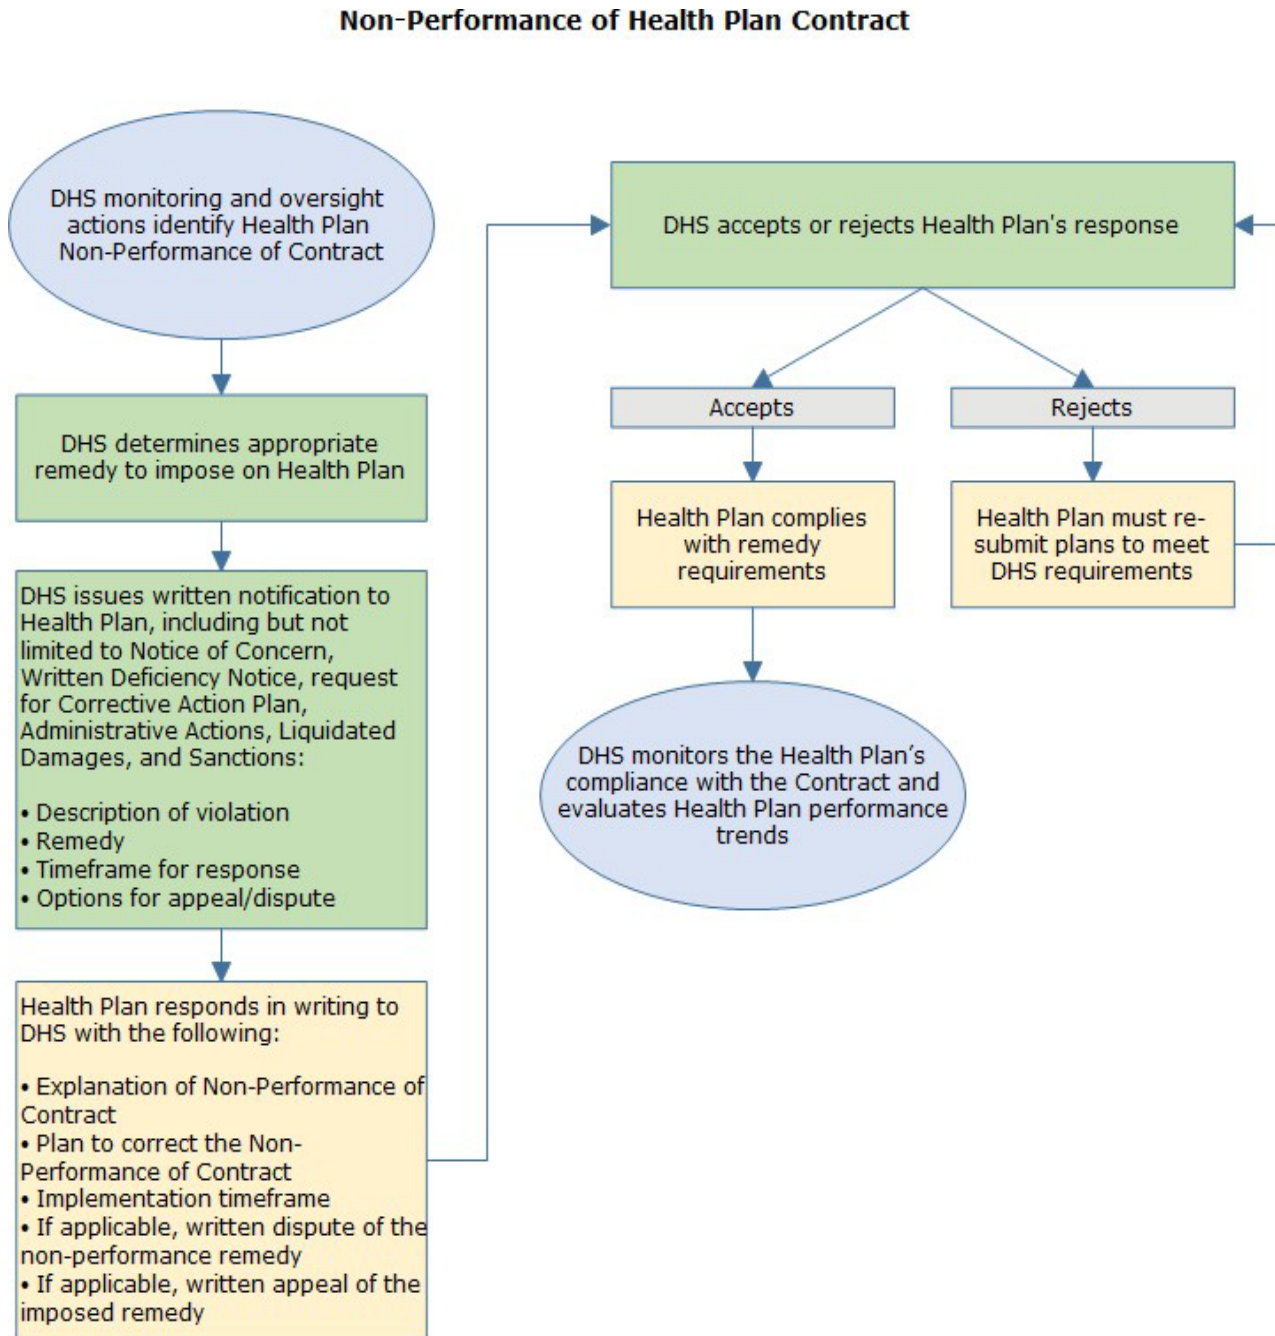 Non-Performance of Health Plan Contract
DHS monitoring and oversight
actions identify Health Plan
Non-Performance of Contract
DHS determines appropriate
remedy to impose on Health Plan
DHS issues written notification to
Health Plan, including but not
limited to Notice of Concern,
Written Deficiency Notice, request
for Corrective Action Plan,
Administrative Actions, Liquidated
Damages, and Sanctions:
• Description of violation
• Remedy
• Timeframe for response
• Options for appeal/dispute
Health Plan responds in writing to
DHS with the following:
• Explanation of Non-Performance of
Contract
• Plan to correct the Non-
Performance of Contract
• Implementation timeframe
• If applicable, written dispute of the
non-performance remedy
• If applicable, written appeal of the
imposed remedy
DHS accepts or rejects Health Plan's response
Accepts
Rejects
Health Plan complies
with remedy
requirements
Health Plan must re-
submit plans to meet
DHS requirements
DHS monitors the Health Plan’s
compliance with the Contract and
evaluates Health Plan performance
trends